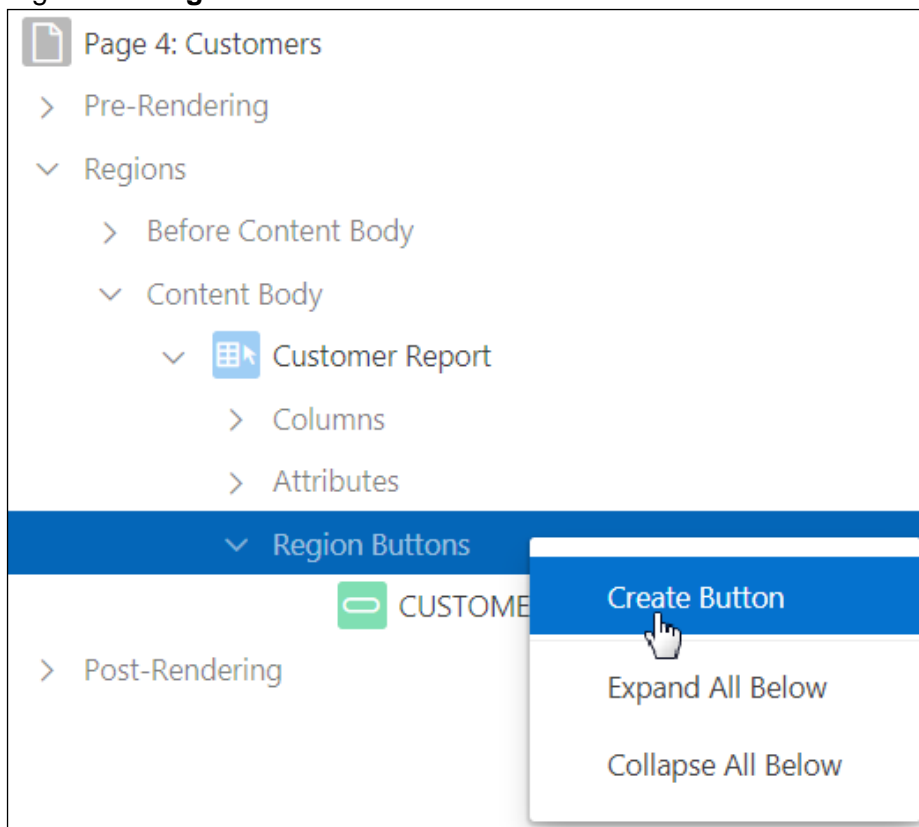 Page 4: Customers
Pre-Rendering
Regions
Before Content Body
Content Body
Customer Report
Columns
Attributes
Region Buttons
Create Button
CUSTOME
Post-Rendering
Expand All Below
Collapse All Below